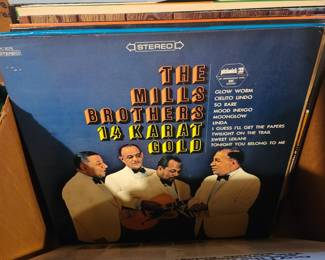 STEREO
THE
MILLS
BROTHERS
14 KARAT
GOLD
GLOW WORM
CIELITO LINDO
SO RARE
MOOD INDIGO
MOONGLOW
LINDA
I GUESS I'LL GET THE PAPERS
TWILIGHT ON THE TRAIL
SWEET LEILANI
TONIGHT YOU BELONG TO ME